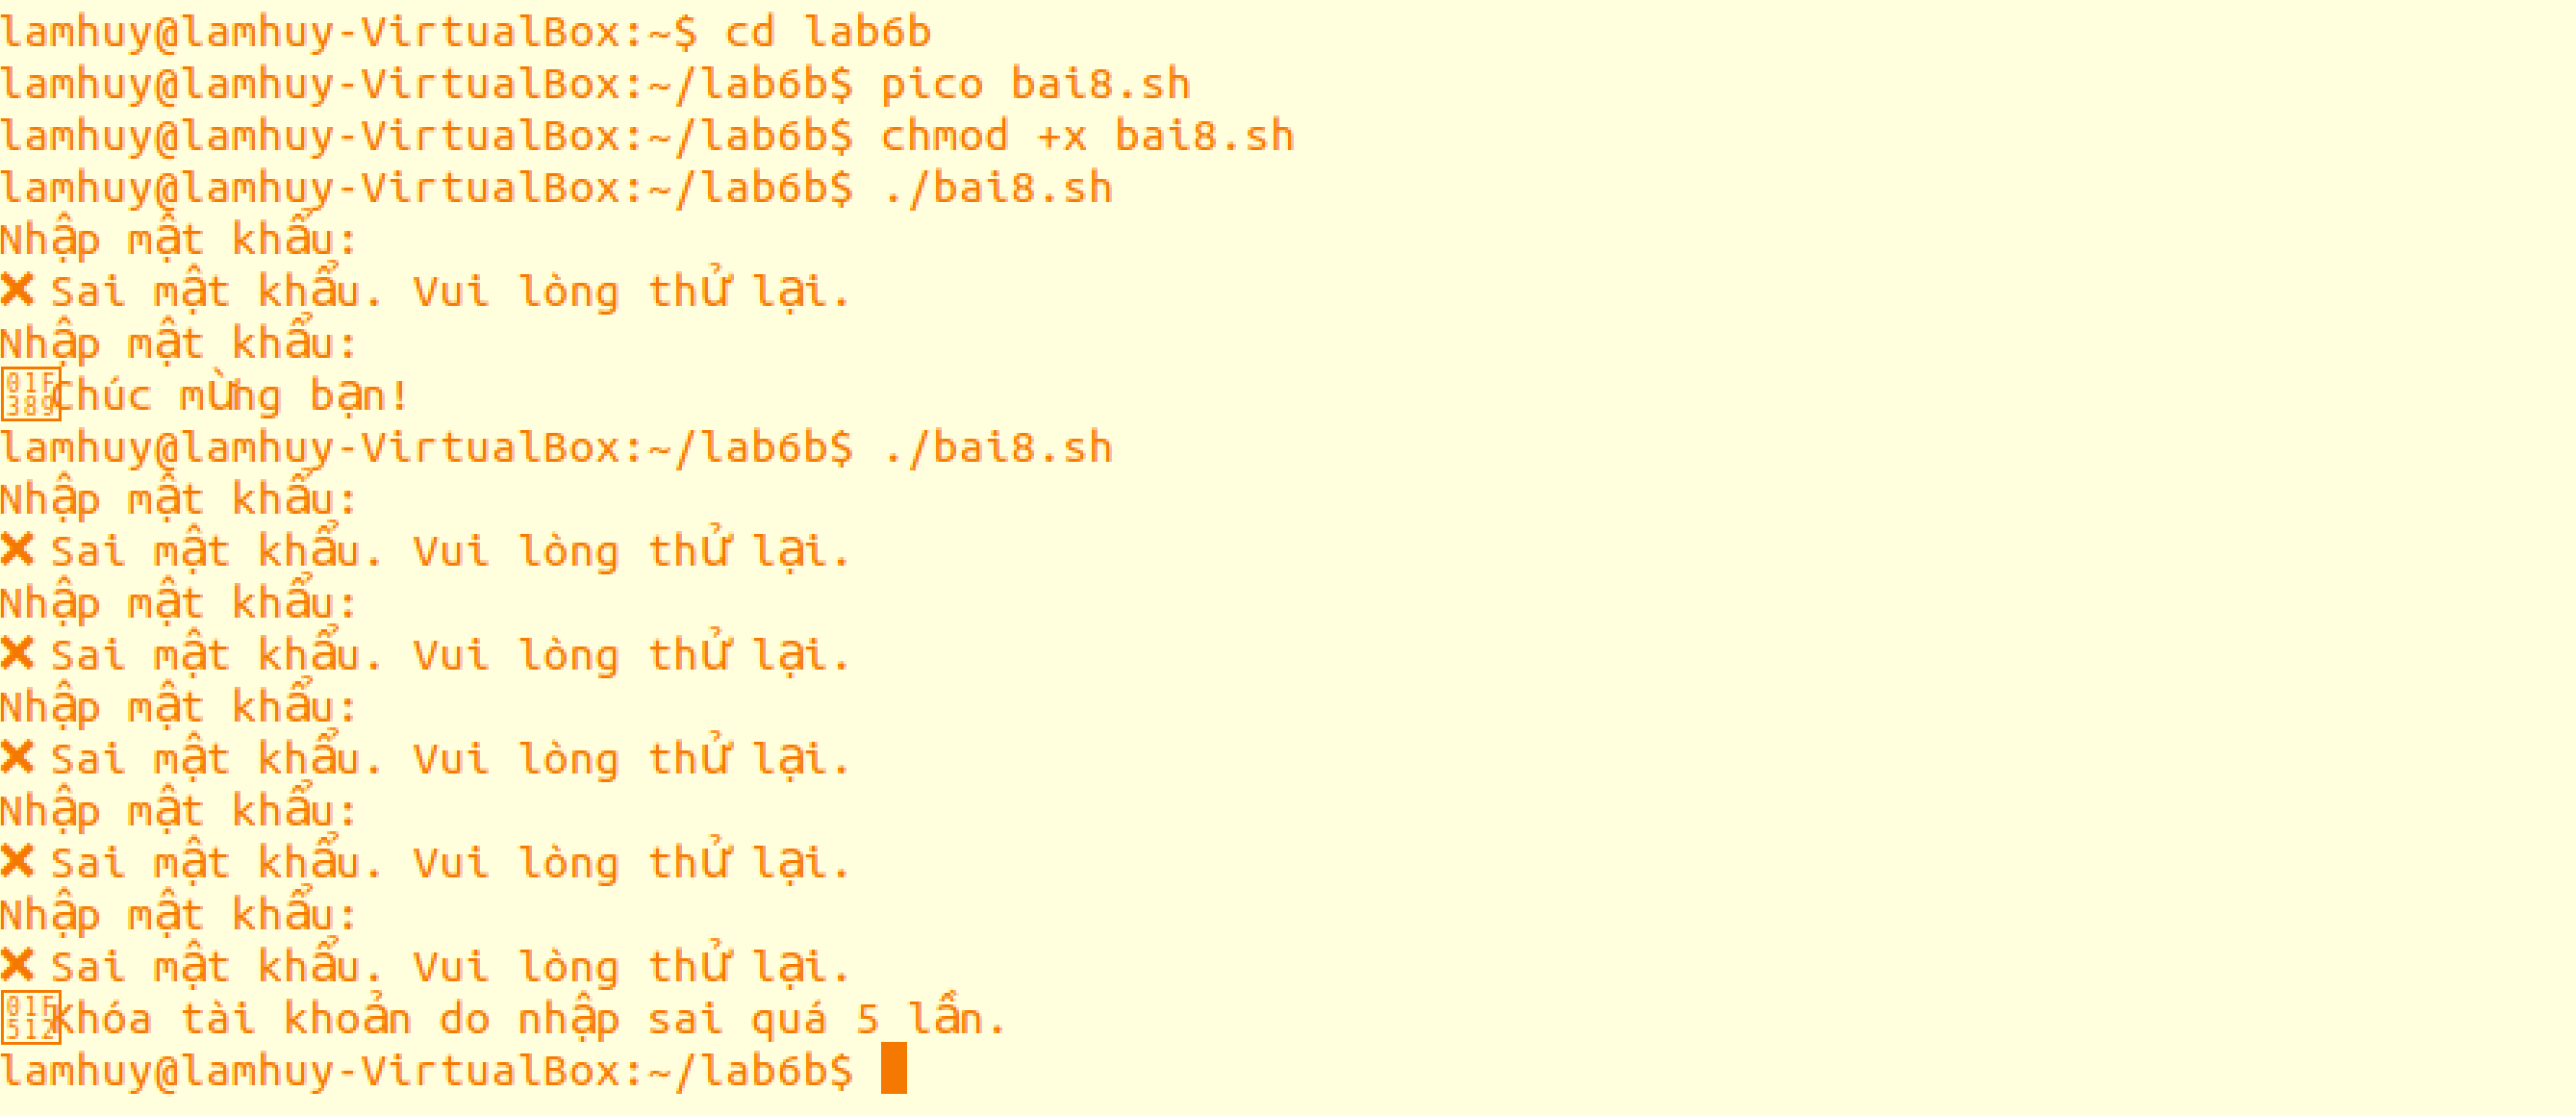 lamhuy@lamhuy-VirtualBox:~$ cd lab6b
lamhuy@lamhuy-VirtualBox:~/lab6b$ pico bai8.sh
lamhuy@lamhuy-VirtualBox:~/lab6b$ chmod +x bai8.sh
lamhuy@lamhuy-VirtualBox:~/lab6b$ ./bai8.sh
Nhập mật khẩu:
❌ Sai mật khẩu. Vui lòng thử lại.
Nhập mật khẩu:
🎉 Chúc mừng bạn!
lamhuy@lamhuy-VirtualBox:~/lab6b$ ./bai8.sh
Nhập mật khẩu:
❌ Sai mật khẩu. Vui lòng thử lại.
Nhập mật khẩu:
❌ Sai mật khẩu. Vui lòng thử lại.
Nhập mật khẩu:
❌ Sai mật khẩu. Vui lòng thử lại.
Nhập mật khẩu:
❌ Sai mật khẩu. Vui lòng thử lại.
Nhập mật khẩu:
❌ Sai mật khẩu. Vui lòng thử lại.
🔒 Khóa tài khoản do nhập sai quá 5 lần.
lamhuy@lamhuy-VirtualBox:~/lab6b$